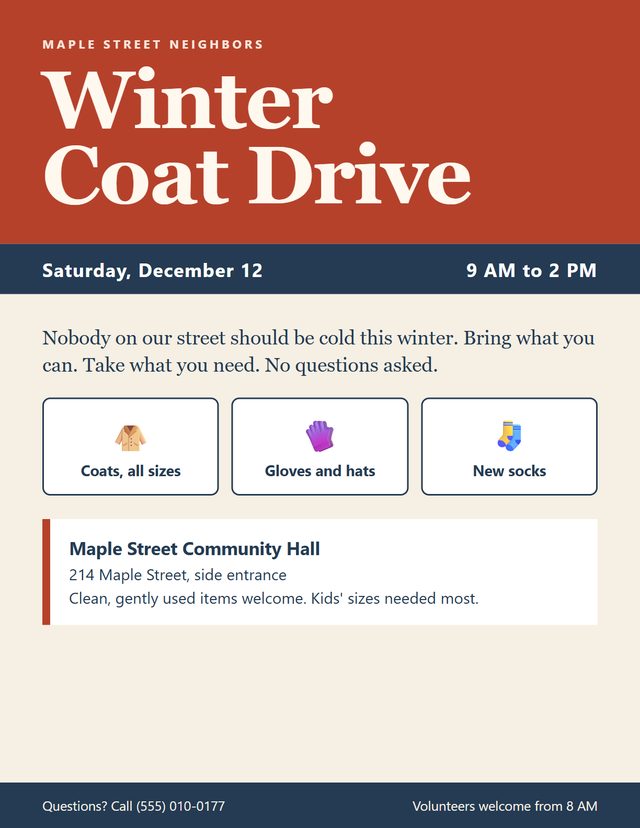 MAPLE STREET NEIGHBORS
Winter
Coat Drive
Saturday, December 12
9 AM to 2 PM
Nobody on our street should be cold this winter. Bring what you
can. Take what you need. No questions asked.
Coats, all sizes
Gloves and hats
New socks
Maple Street Community Hall
214 Maple Street, side entrance
Clean, gently used items welcome. Kids' sizes needed most.
Questions? Call (555) 010-0177
Volunteers welcome from 8 AM